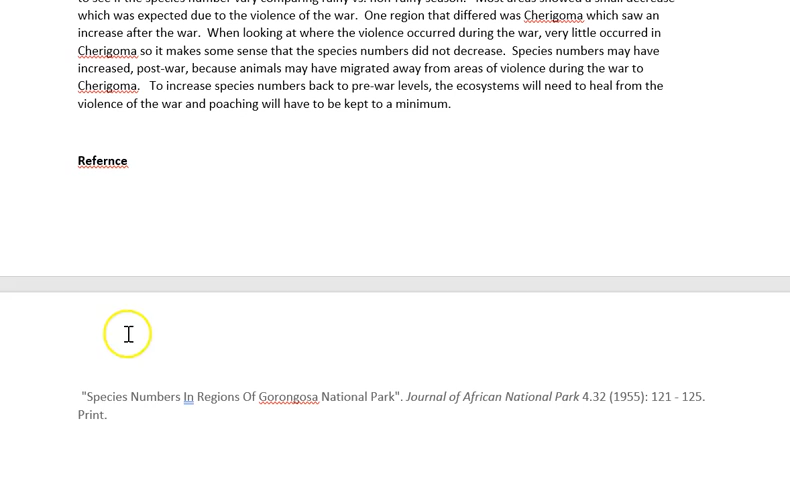 which was expected due to the violence of the war.  One region that differed was Cherigoma which saw an
increase after the war.  When looking at where the violence occurred during the war, very little occurred in
Cherigoma so it makes some sense that the species numbers did not decrease.  Species numbers may have
increased, post-war, because animals may have migrated away from areas of violence during the war to
Cherigoma.   To increase species numbers back to pre-war levels, the ecosystems will need to heal from the
violence of the war and poaching will have to be kept to a minimum.
Refernce
"Species Numbers In Regions Of Gorongosa National Park". Journal of African National Park 4.32 (1955): 121 - 125.
Print.